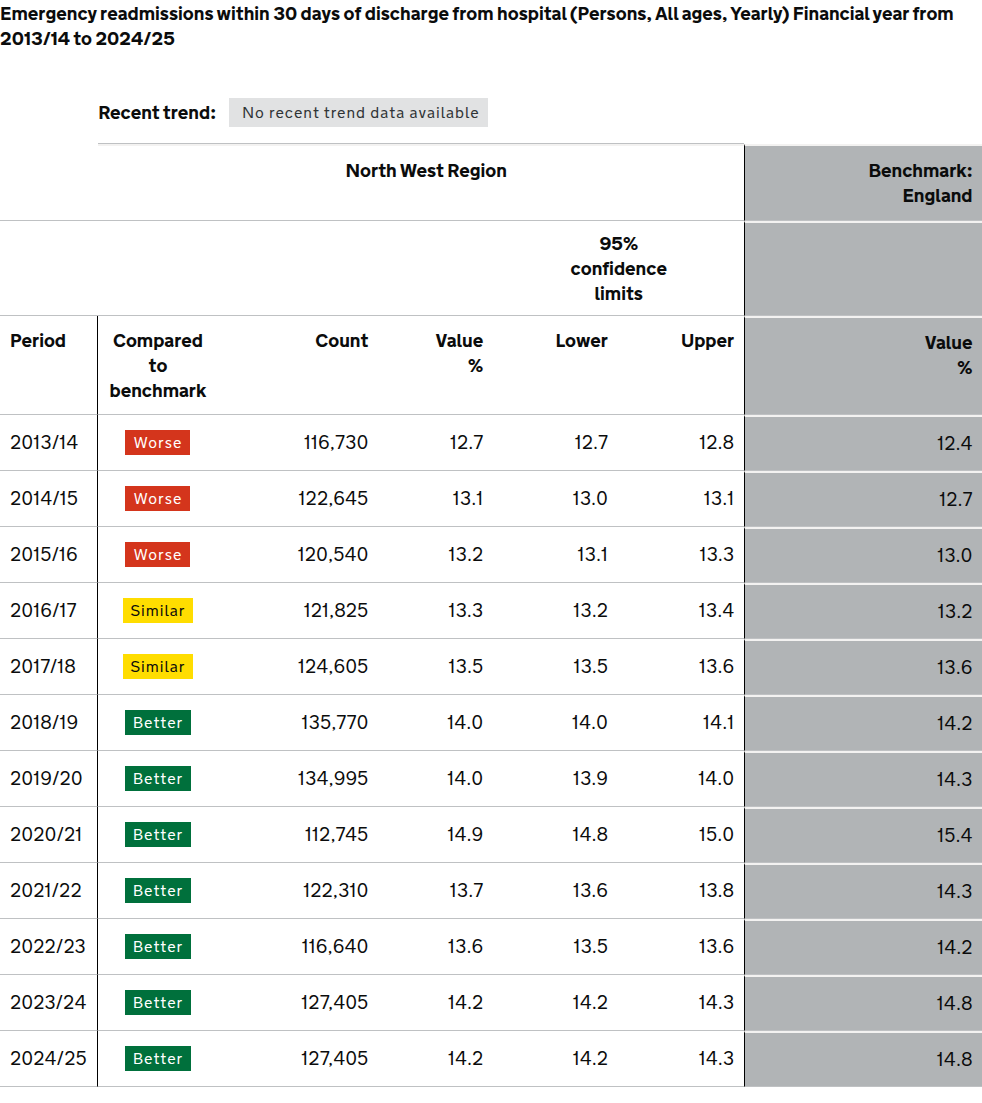 Emergency readmissions within 30 days of discharge from hospital (Persons, All ages, Yearly) Financial year from
2013/14 to 2024/25
Recent trend: No recent trend data available
North West Region Benchmark:
England
95%
confidence
limits
Period Compared Count Value Lower Upper Value
to % %
benchmark
2013/14 Worse 116,730 12.7 12.7 12.8 12.4
2014/15 Worse 122,645 13.1 13.0 13.1 12.7
2015/16 Worse 120,540 13.2 13.1 13.3 13.0
2016/17 Similar 121,825 13.3 13.2 13.4 13.2
2017/18 Similar 124,605 13.5 13.5 13.6 13.6
2018/19 Better 135,770 14.0 14.0 14.1 14.2
2019/20 Better 134,995 14.0 13.9 14.0 14.3
2020/21 Better 112,745 14.9 14.8 15.0 15.4
2021/22 Better 122,310 13.7 13.6 13.8 14.3
2022/23 Better 116,640 13.6 13.5 13.6 14.2
2023/24 Better 127,405 14.2 14.2 14.3 14.8
2024/25 Better 127,405 14.2 14.2 14.3 14.8